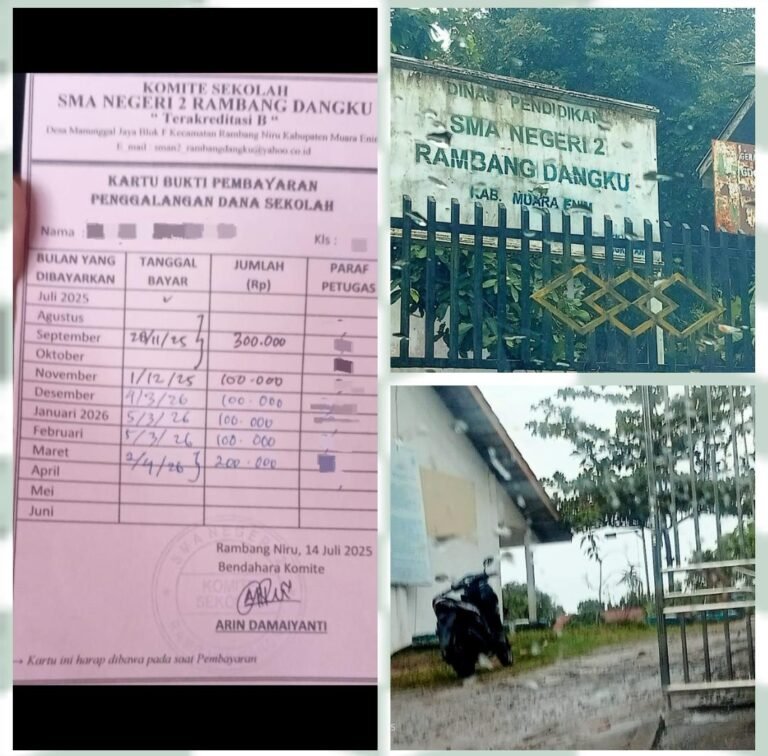 KOMITE SEKOLAH
SMA NEGERI 2 RAMBANG DANGKU
" Terakreditasi B "
Desa Manunggal Jaya Blok F Kecamatan Rambang Niru Kabupaten Muara Enim
E_mail : sman2_rambangdangku@yahoo.co.id
KARTU BUKTI PEMBAYARAN
PENGGALANGAN DANA SEKOLAH
Nama :
Kls :
BULAN YANG DIBAYARKAN TANGGAL BAYAR JUMLAH (Rp) PARAF PETUGAS
Juli 2025 ✓
Agustus
September 28/11/25 300.000
Oktober
November 1/12/25 100.000
Desember 4/3/26 100.000
Januari 2026 5/3/26 100.000
Februari 5/3/26 100.000
Maret 2/4/26 200.000
April
Mei
Juni
Rambang Niru, 14 Juli 2025
Bendahara Komite
ARIN DAMAIYANTI
→ Kartu ini harap dibawa pada saat Pembayaran
DINAS PENDIDIKAN
SMA NEGERI 2
RAMBANG DANGKU
KAB. MUARA ENIM